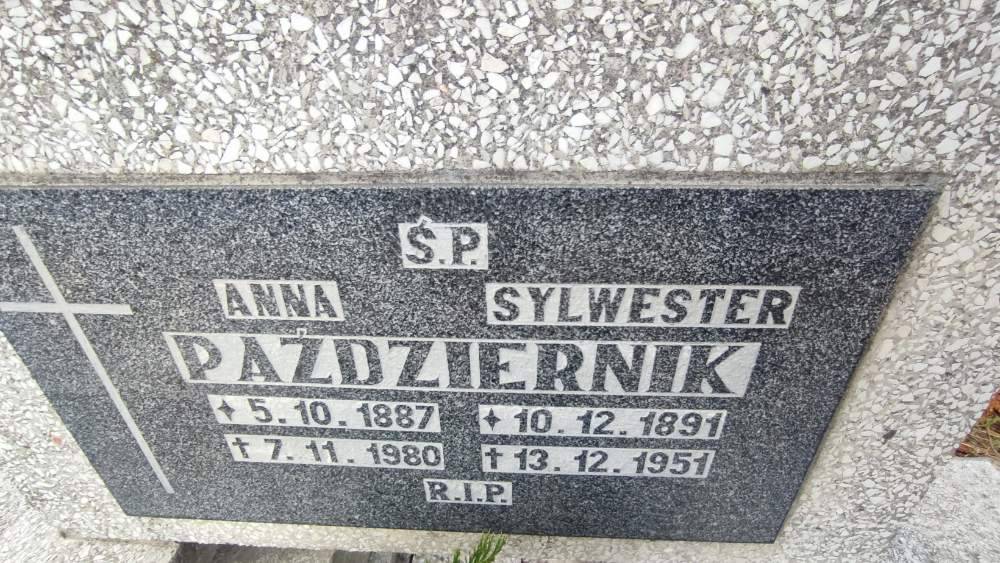 Ś.P.
ANNA SYLWESTER
PAŹDZIERNIK
✦ 5.10.1887 ✦ 10.12.1891
† 7.11.1980 † 13.12.1951
R.I.P.